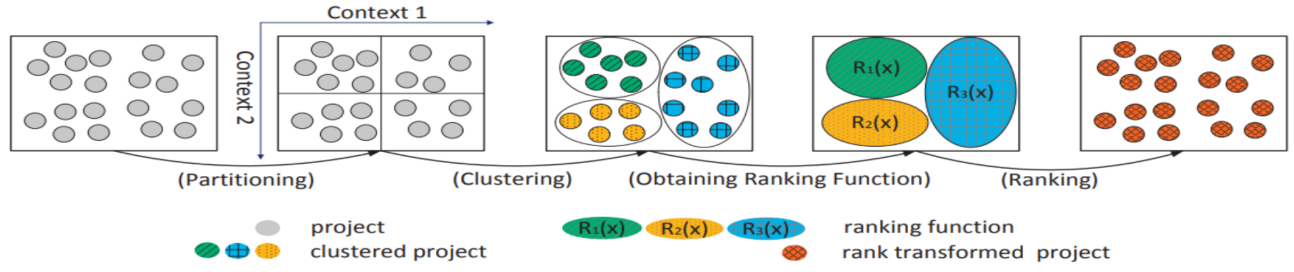 Context 1
Context 2
R1(x)
R2(x)
R3(x)
(Partitioning)
(Clustering)
(Obtaining Ranking Function)
(Ranking)
project
clustered project
R1(x) R2(x) R3(x) ranking function
rank transformed project